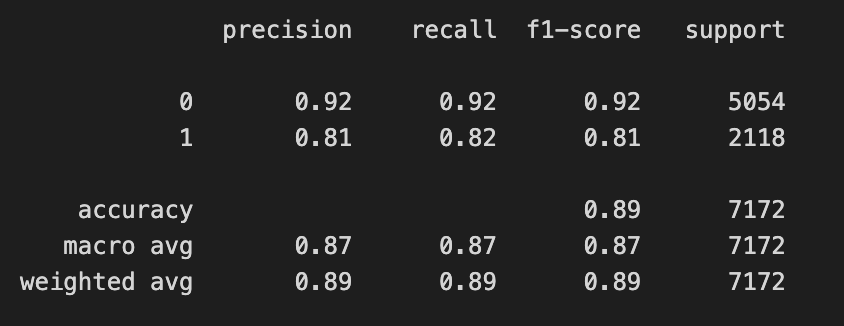 precision recall f1-score support
0 0.92 0.92 0.92 5054
1 0.81 0.82 0.81 2118
accuracy 0.89 7172
macro avg 0.87 0.87 0.87 7172
weighted avg 0.89 0.89 0.89 7172